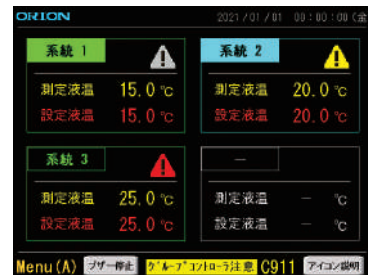 ORION 2021/01/01 00:00:00(金
系統 1
測定液温 15.0 ℃
設定液温 15.0 ℃
系統 2
測定液温 20.0 ℃
設定液温 20.0 ℃
系統 3
測定液温 25.0 ℃
設定液温 25.0 ℃
—
測定液温 — ℃
設定液温 — ℃
Menu(A) ブザー停止 グループコントローラ注意 C911 アイコン説明